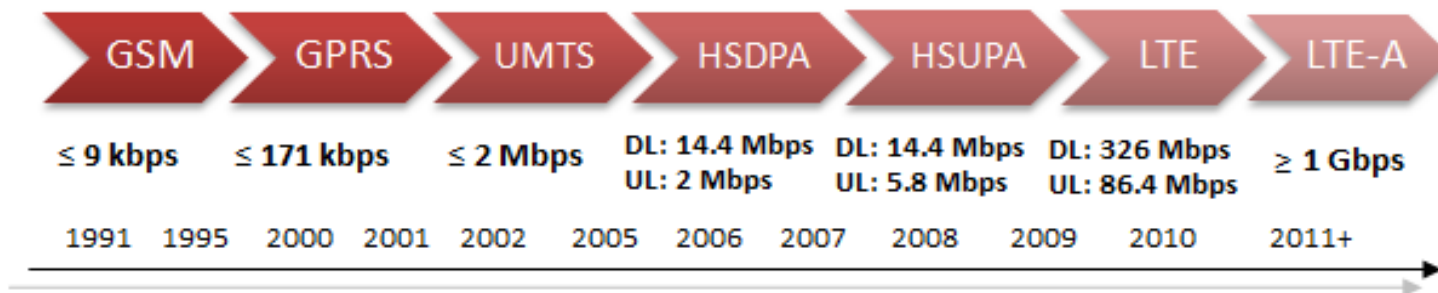 GSM GPRS UMTS HSDPA HSUPA LTE LTE-A
≤ 9 kbps ≤ 171 kbps ≤ 2 Mbps DL: 14.4 Mbps DL: 14.4 Mbps DL: 326 Mbps ≥ 1 Gbps
UL: 2 Mbps UL: 5.8 Mbps UL: 86.4 Mbps
1991 1995 2000 2001 2002 2005 2006 2007 2008 2009 2010 2011+